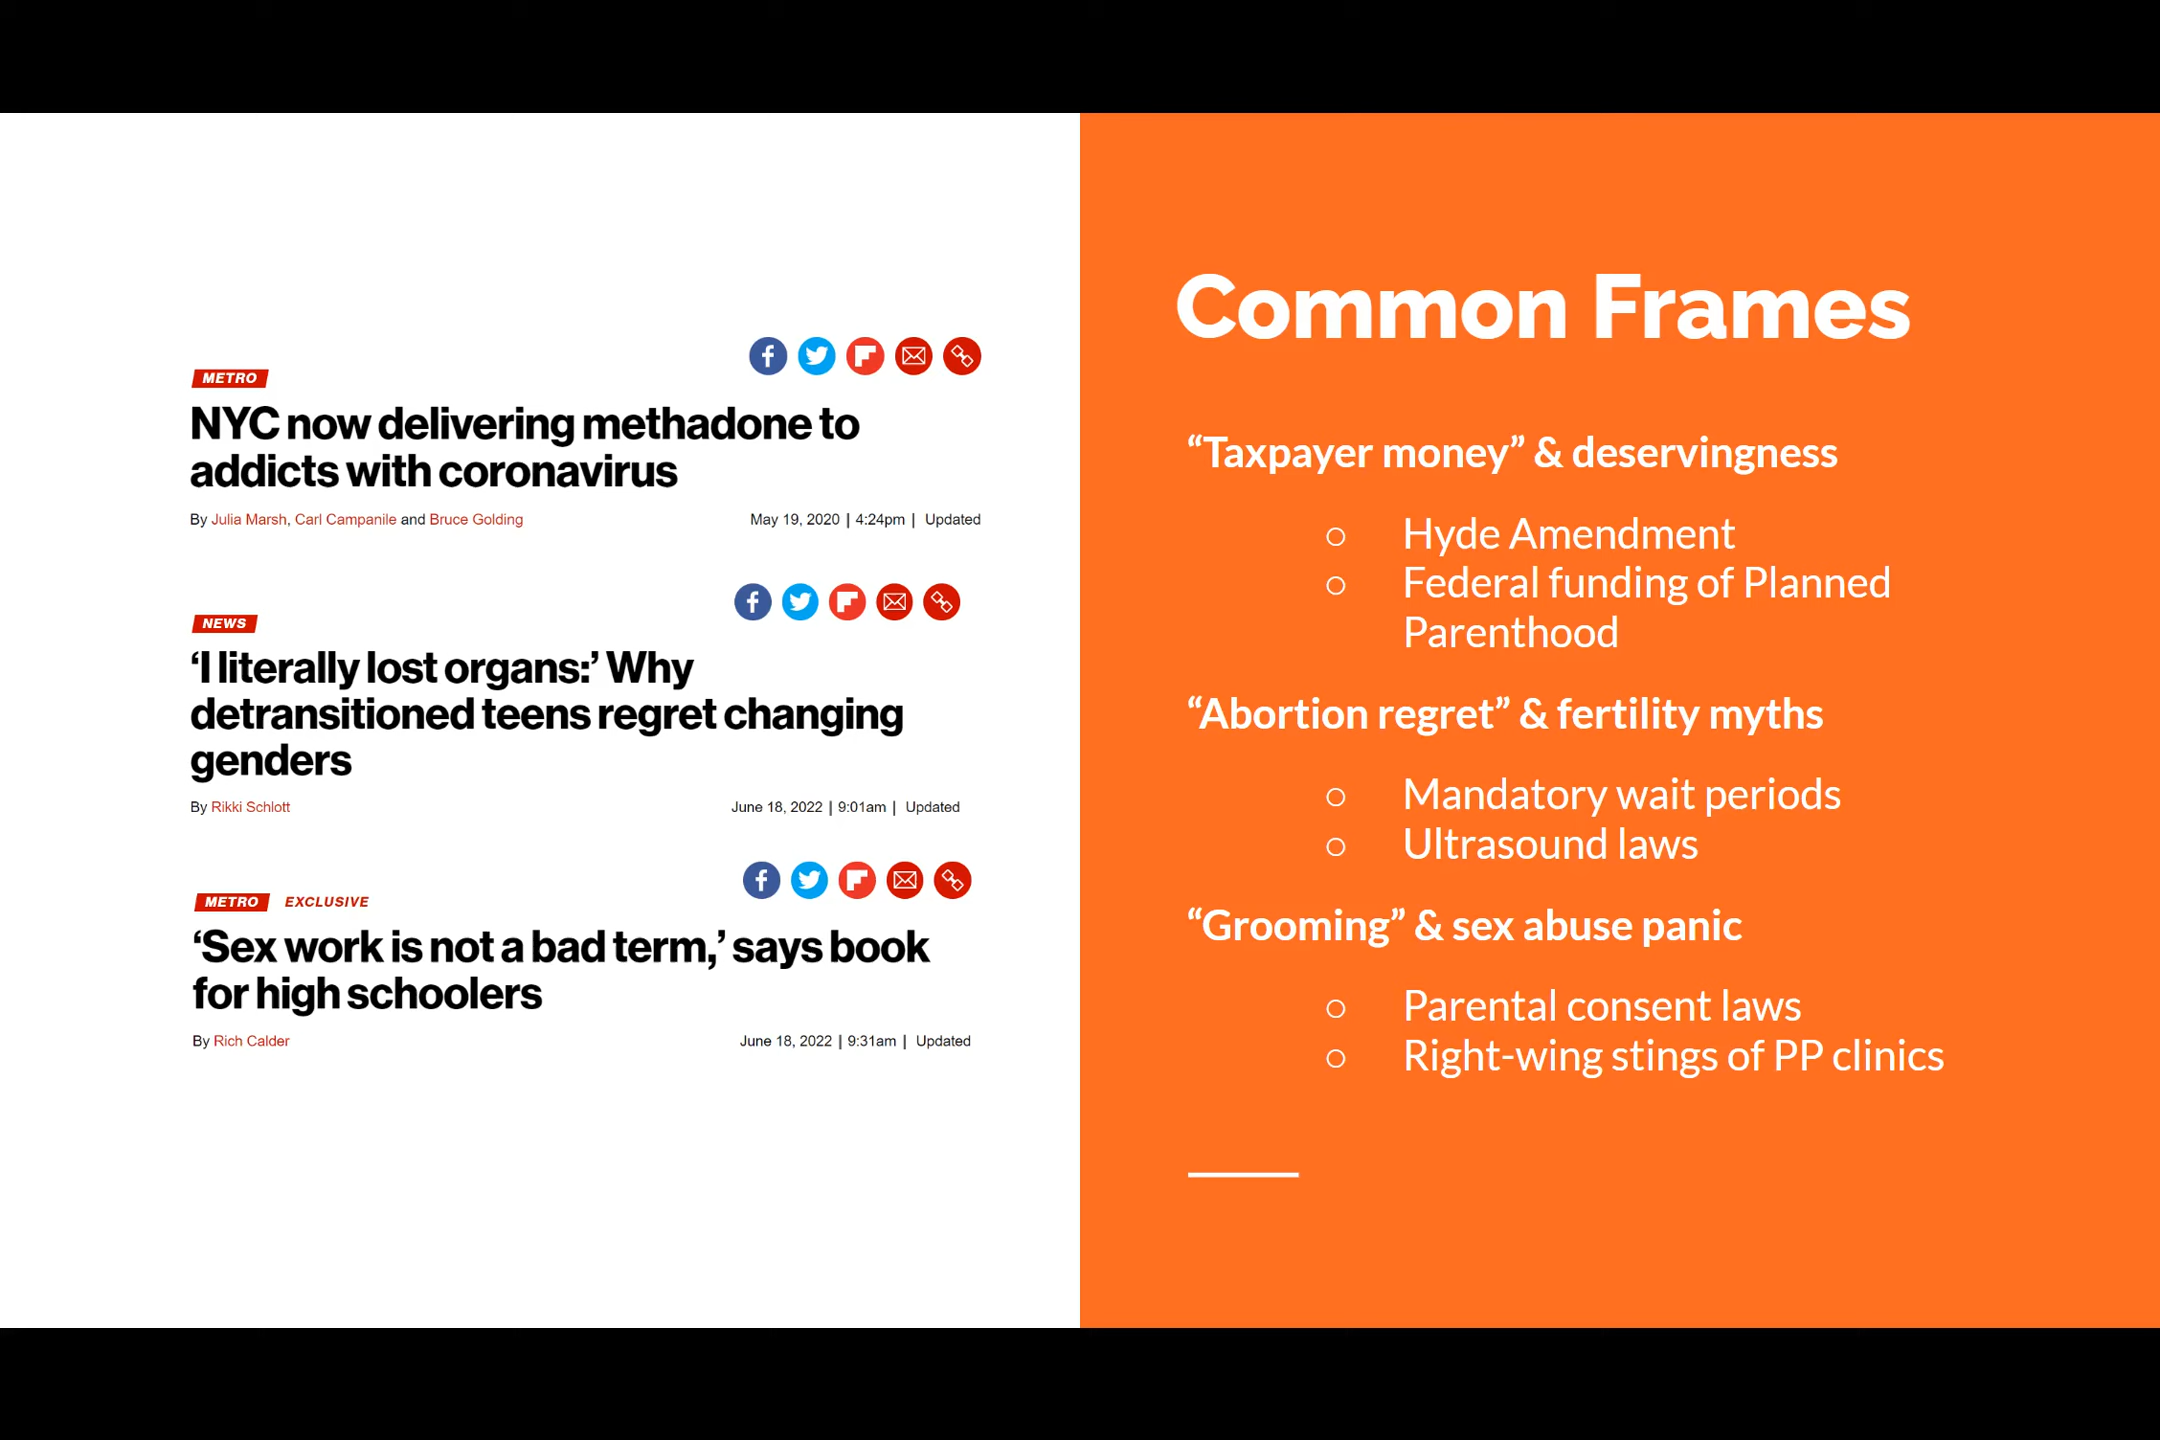 METRO
NYC now delivering methadone to
addicts with coronavirus
By Julia Marsh, Carl Campanile and Bruce Golding
May 19, 2020 | 4:24pm | Updated
NEWS
‘I literally lost organs:’ Why
detransitioned teens regret changing
genders
By Rikki Schlott
June 18, 2022 | 9:01am | Updated
METRO EXCLUSIVE
‘Sex work is not a bad term,’ says book
for high schoolers
By Rich Calder
June 18, 2022 | 9:31am | Updated
Common Frames
“Taxpayer money” & deservingness
○ Hyde Amendment
○ Federal funding of Planned
Parenthood
“Abortion regret” & fertility myths
○ Mandatory wait periods
○ Ultrasound laws
“Grooming” & sex abuse panic
○ Parental consent laws
○ Right-wing stings of PP clinics